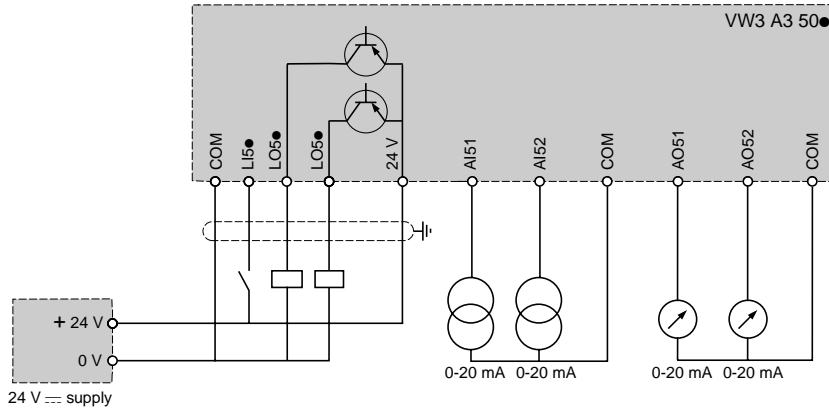 VW3 A3 50●
COM
LI5●
LO5●
LO5●
24 V
AI51
AI52
COM
AO51
AO52
COM
+ 24 V
0 V
0-20 mA
0-20 mA
0-20 mA
0-20 mA
24 V ⎓ supply